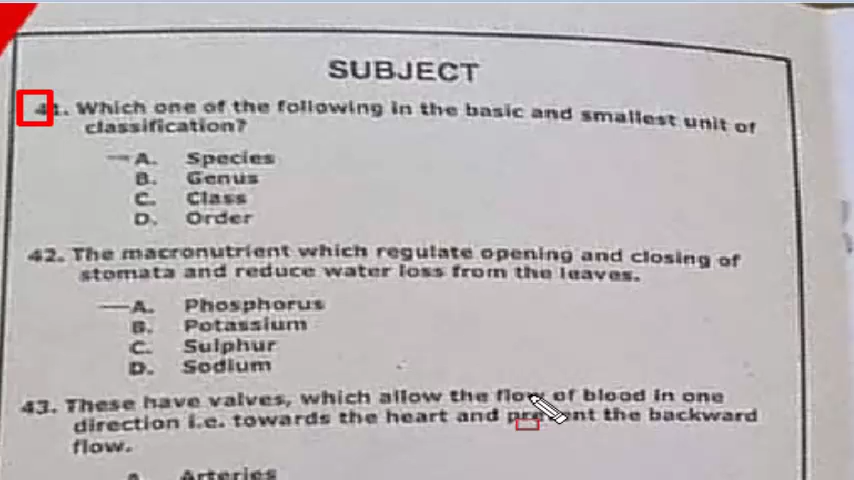 SUBJECT
41. Which one of the following in the basic and smallest unit of
classification?
A. Species
B. Genus
C. Class
D. Order
42. The macronutrient which regulate opening and closing of
stomata and reduce water loss from the leaves.
A. Phosphorus
B. Potassium
C. Sulphur
D. Sodium
43. These have valves, which allow the flow of blood in one
direction i.e. towards the heart and prevent the backward
flow.
A. Arteries